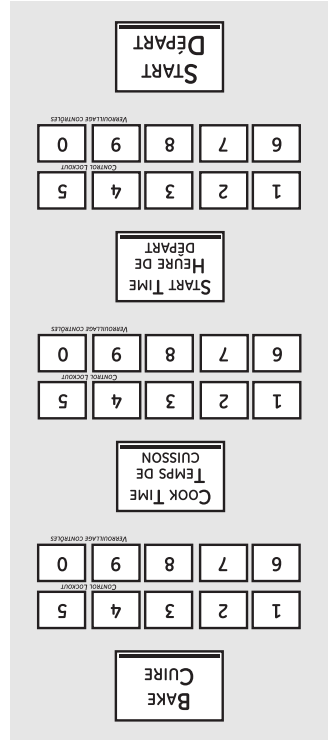 BAKE
CUIRE
1 2 3 4 5
CONTROL LOCKOUT
6 7 8 9 0
VERROUILLAGE CONTRÔLES
COOK TIME
TEMPS DE
CUISSON
1 2 3 4 5
CONTROL LOCKOUT
6 7 8 9 0
VERROUILLAGE CONTRÔLES
START TIME
HEURE DE
DÊPART
1 2 3 4 5
CONTROL LOCKOUT
6 7 8 9 0
VERROUILLAGE CONTRÔLES
START
DÉPART